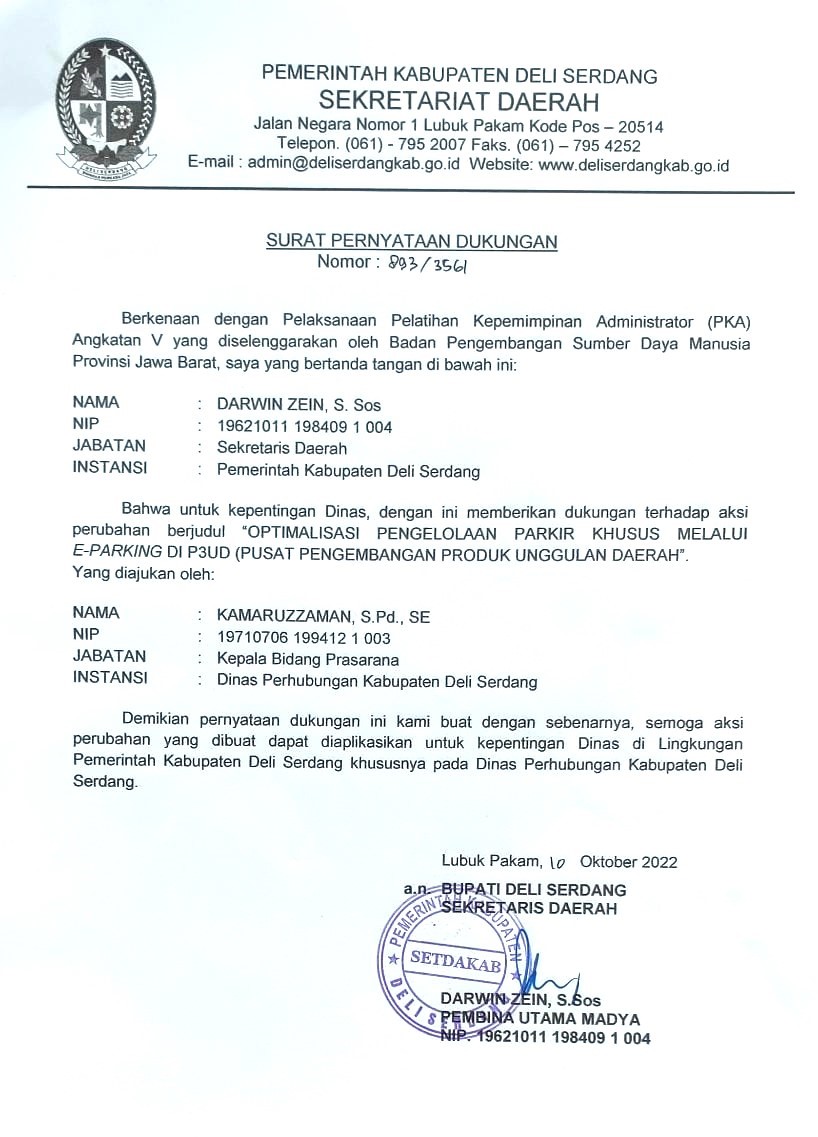 PEMERINTAH KABUPATEN DELI SERDANG
SEKRETARIAT DAERAH
Jalan Negara Nomor 1 Lubuk Pakam Kode Pos – 20514
Telepon. (061) - 795 2007 Faks. (061) – 795 4252
E-mail : admin@deliserdangkab.go.id Website: www.deliserdangkab.go.id
DELI SERDANG
SURAT PERNYATAAN DUKUNGAN
Nomor : 893/3561
Berkenaan dengan Pelaksanaan Pelatihan Kepemimpinan Administrator (PKA)
Angkatan V yang diselenggarakan oleh Badan Pengembangan Sumber Daya Manusia
Provinsi Jawa Barat, saya yang bertanda tangan di bawah ini:
NAMA : DARWIN ZEIN, S. Sos
NIP : 19621011 198409 1 004
JABATAN : Sekretaris Daerah
INSTANSI : Pemerintah Kabupaten Deli Serdang
Bahwa untuk kepentingan Dinas, dengan ini memberikan dukungan terhadap aksi
perubahan berjudul “OPTIMALISASI PENGELOLAAN PARKIR KHUSUS MELALUI
E-PARKING DI P3UD (PUSAT PENGEMBANGAN PRODUK UNGGULAN DAERAH”.
Yang diajukan oleh:
NAMA : KAMARUZZAMAN, S.Pd., SE
NIP : 19710706 199412 1 003
JABATAN : Kepala Bidang Prasarana
INSTANSI : Dinas Perhubungan Kabupaten Deli Serdang
Demikian pernyataan dukungan ini kami buat dengan sebenarnya, semoga aksi
perubahan yang dibuat dapat diaplikasikan untuk kepentingan Dinas di Lingkungan
Pemerintah Kabupaten Deli Serdang khususnya pada Dinas Perhubungan Kabupaten Deli
Serdang.
Lubuk Pakam, 10 Oktober 2022
a.n. BUPATI DELI SERDANG
SEKRETARIS DAERAH
PEMERINTAH KABUPATEN
SETDAKAB
DELI SERDANG
DARWIN ZEIN, S.Sos
PEMBINA UTAMA MADYA
NIP. 19621011 198409 1 004